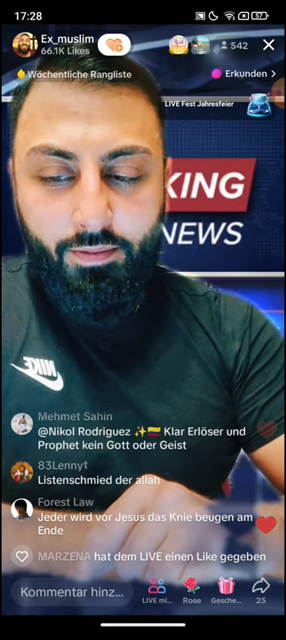 17:28
57
Ex_muslim
66.1K Likes
542
Wöchentliche Rangliste
Erkunden >
LIVE Fest Jahresfeier
KING
NEWS
NIKE
Mehmet Sahin
@Nikol Rodriguez ✨🇨🇴 Klar Erlöser und
Prophet kein Gott oder Geist
83Lenny†
Listenschmied der allah
Forest Law
Jeder wird vor Jesus das Knie beugen am
Ende
MARZENA hat dem LIVE einen Like gegeben
Kommentar hinz...
LIVE mi...
Rose
Gesche...
25